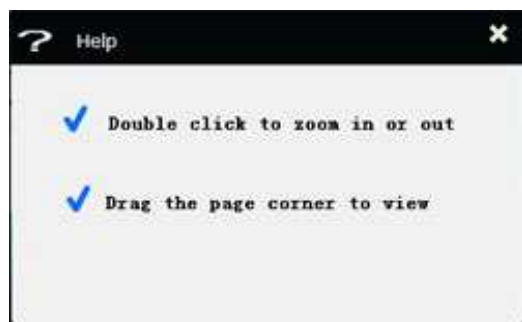 ? Help
Double click to zoom in or out
Drag the page corner to view